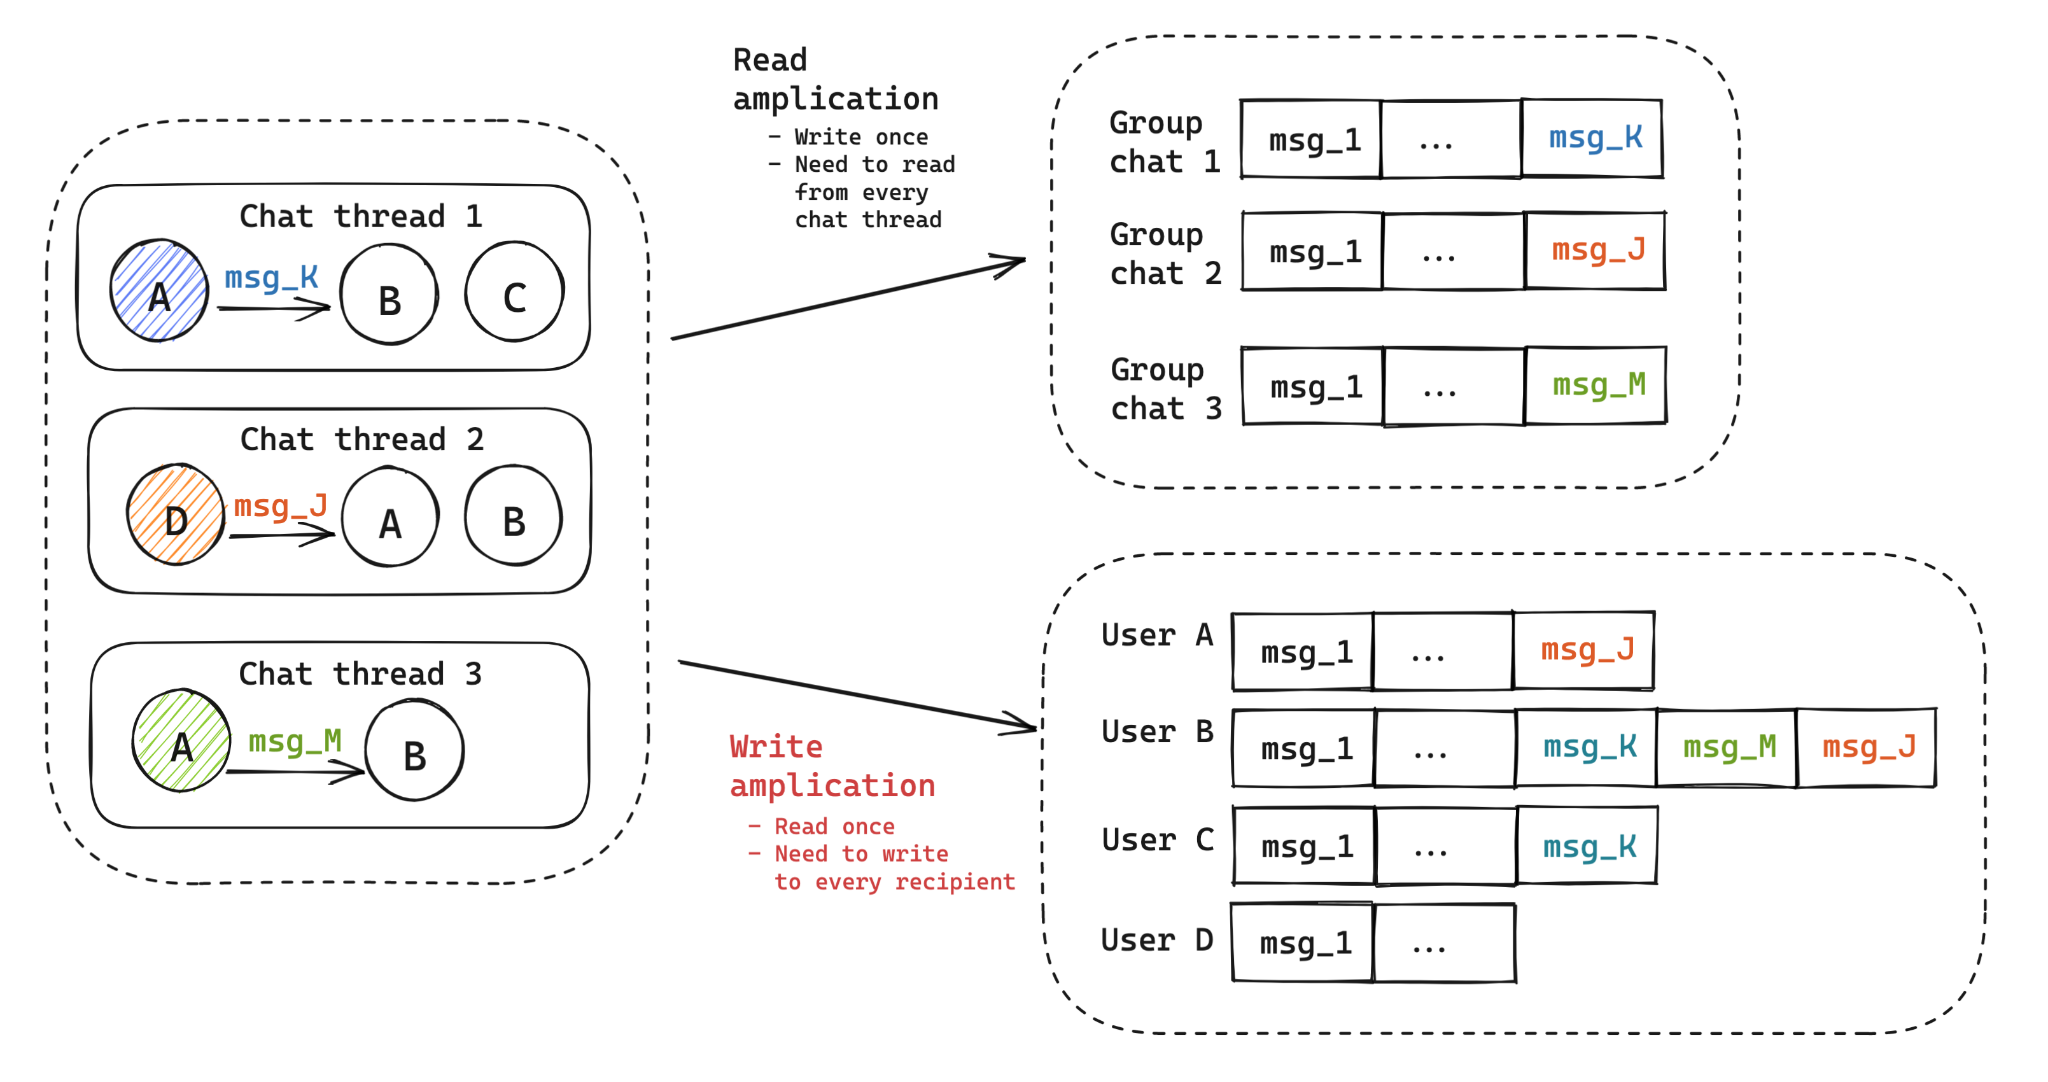 Chat thread 1
A
msg_K
B
C
Chat thread 2
D
msg_J
A
B
Chat thread 3
A
msg_M
B
Read
amplication
- Write once
- Need to read
from every
chat thread
Write
amplication
- Read once
- Need to write
to every recipient
Group
chat 1
msg_1
...
msg_K
Group
chat 2
msg_1
...
msg_J
Group
chat 3
msg_1
...
msg_M
User A
msg_1
...
msg_J
User B
msg_1
...
msg_K
msg_M
msg_J
User C
msg_1
...
msg_K
User D
msg_1
...